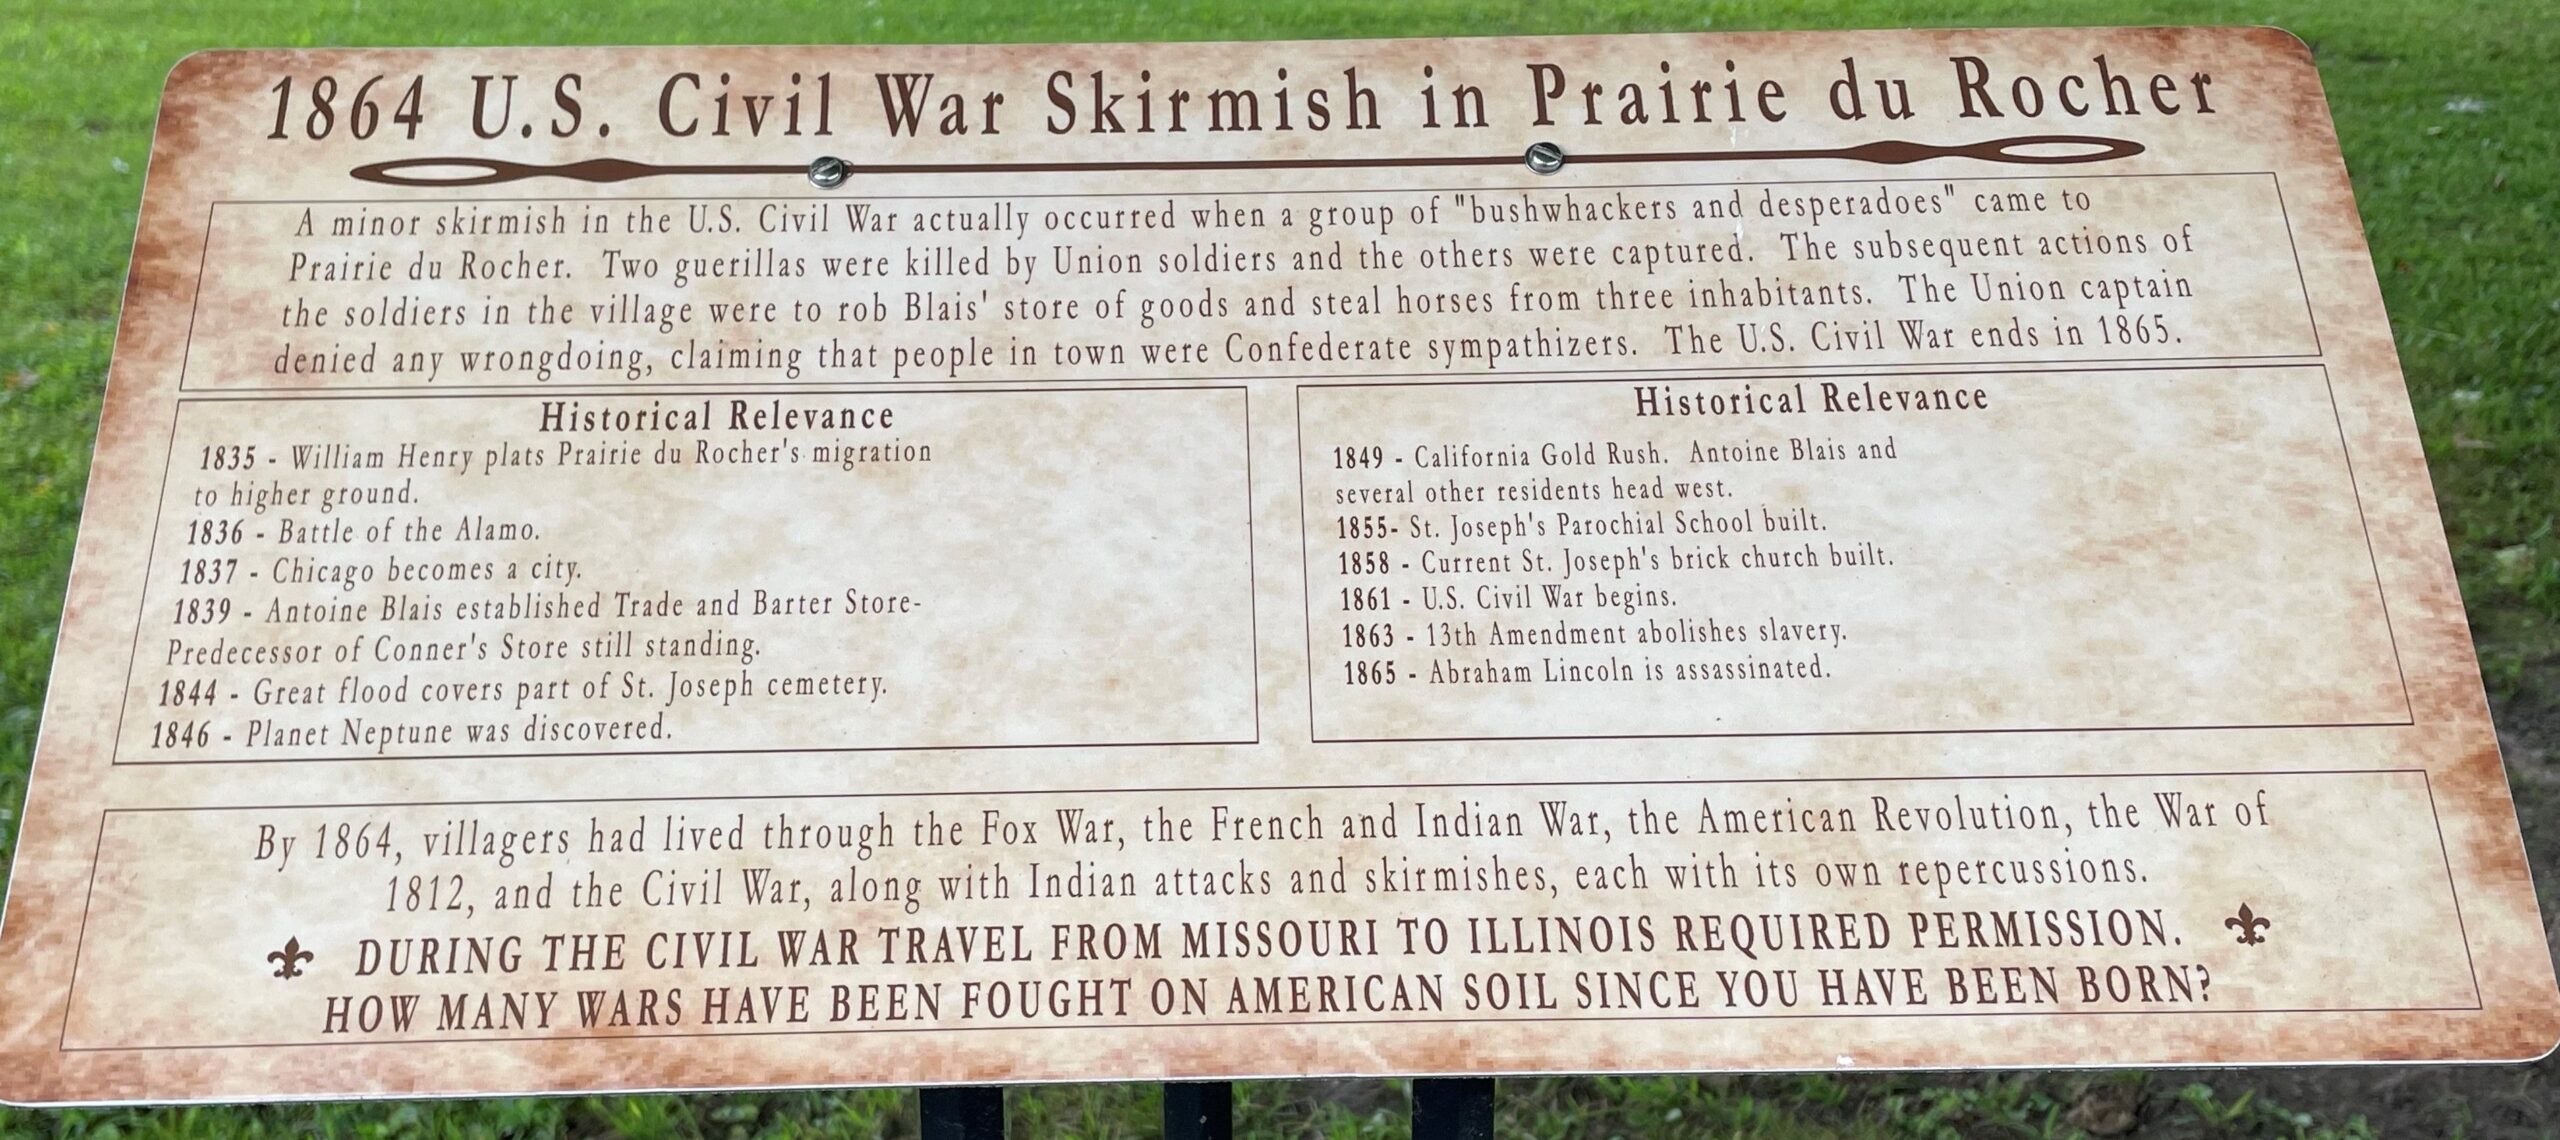 1864 U.S. Civil War Skirmish in Prairie du Rocher
A minor skirmish in the U.S. Civil War actually occurred when a group of "bushwhackers and desperadoes" came to
Prairie du Rocher. Two guerillas were killed by Union soldiers and the others were captured. The subsequent actions of
the soldiers in the village were to rob Blais' store of goods and steal horses from three inhabitants. The Union captain
denied any wrongdoing, claiming that people in town were Confederate sympathizers. The U.S. Civil War ends in 1865.
Historical Relevance
1835 - William Henry plats Prairie du Rocher's migration
to higher ground.
1836 - Battle of the Alamo.
1837 - Chicago becomes a city.
1839 - Antoine Blais established Trade and Barter Store-
Predecessor of Conner's Store still standing.
1844 - Great flood covers part of St. Joseph cemetery.
1846 - Planet Neptune was discovered.
Historical Relevance
1849 - California Gold Rush. Antoine Blais and
several other residents head west.
1855- St. Joseph's Parochial School built.
1858 - Current St. Joseph's brick church built.
1861 - U.S. Civil War begins.
1863 - 13th Amendment abolishes slavery.
1865 - Abraham Lincoln is assassinated.
By 1864, villagers had lived through the Fox War, the French and Indian War, the American Revolution, the War of
1812, and the Civil War, along with Indian attacks and skirmishes, each with its own repercussions.
DURING THE CIVIL WAR TRAVEL FROM MISSOURI TO ILLINOIS REQUIRED PERMISSION.
HOW MANY WARS HAVE BEEN FOUGHT ON AMERICAN SOIL SINCE YOU HAVE BEEN BORN?